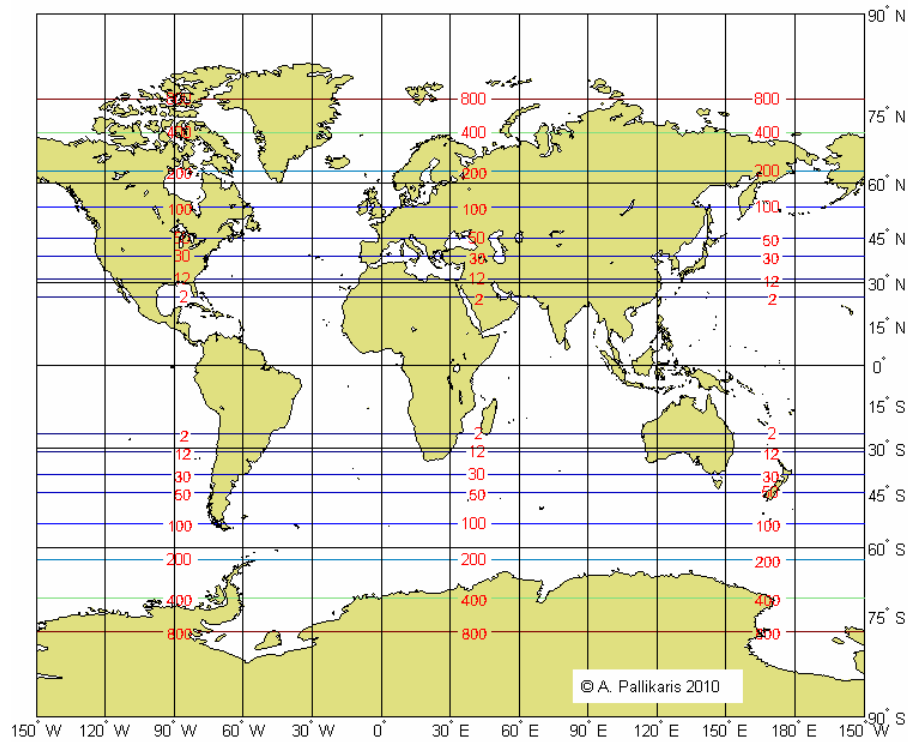 90° N
800 800 800
75° N
400 400 400
200 200 200
60° N
100 100 100
50 50 50
45° N
30 30 30
12 12 12
30° N
2 2 2
15° N
0°
15° S
2 2 2
30° S
12 12 12
30 30 30
50 50 50
45° S
100 100 100
60° S
200 200 200
400 400 400
75° S
800 800 800
© A. Pallikaris 2010
90° S
150° W 120° W 90° W 60° W 30° W 0° 30° E 60° E 90° E 120° E 150° E 180° E 150° W